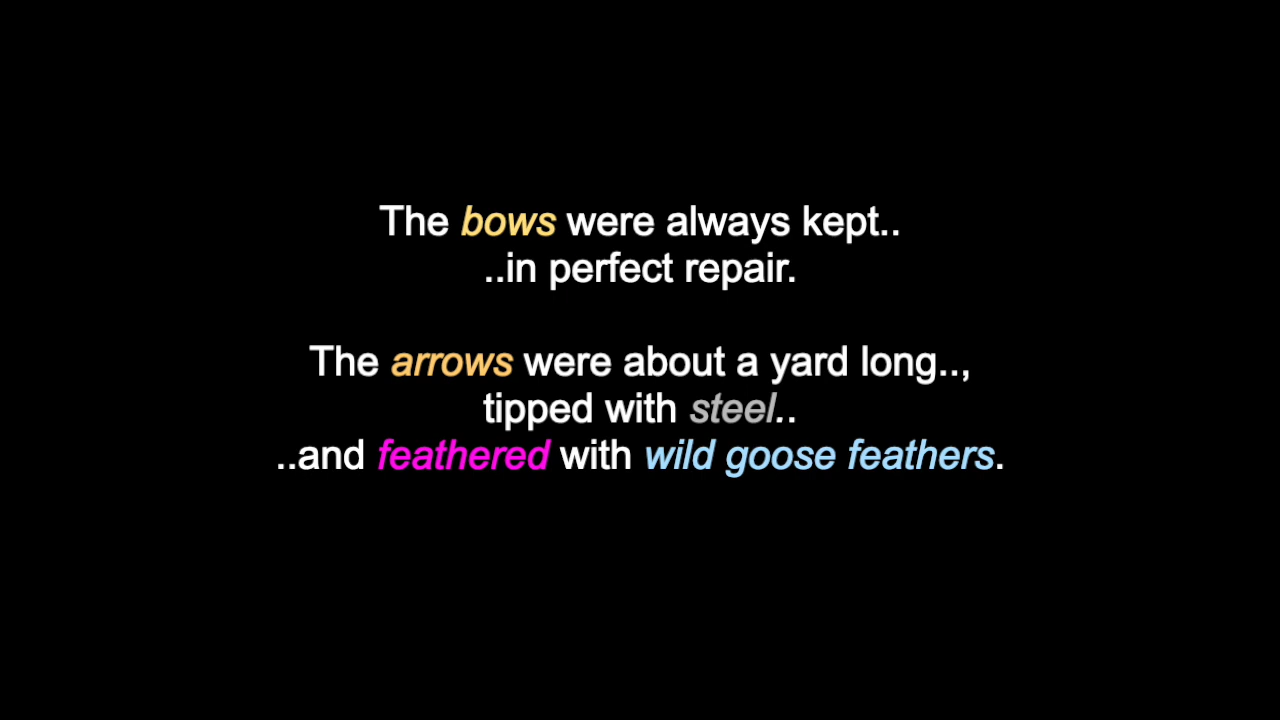 The bows were always kept..
..in perfect repair.
The arrows were about a yard long..,
tipped with steel..
..and feathered with wild goose feathers.